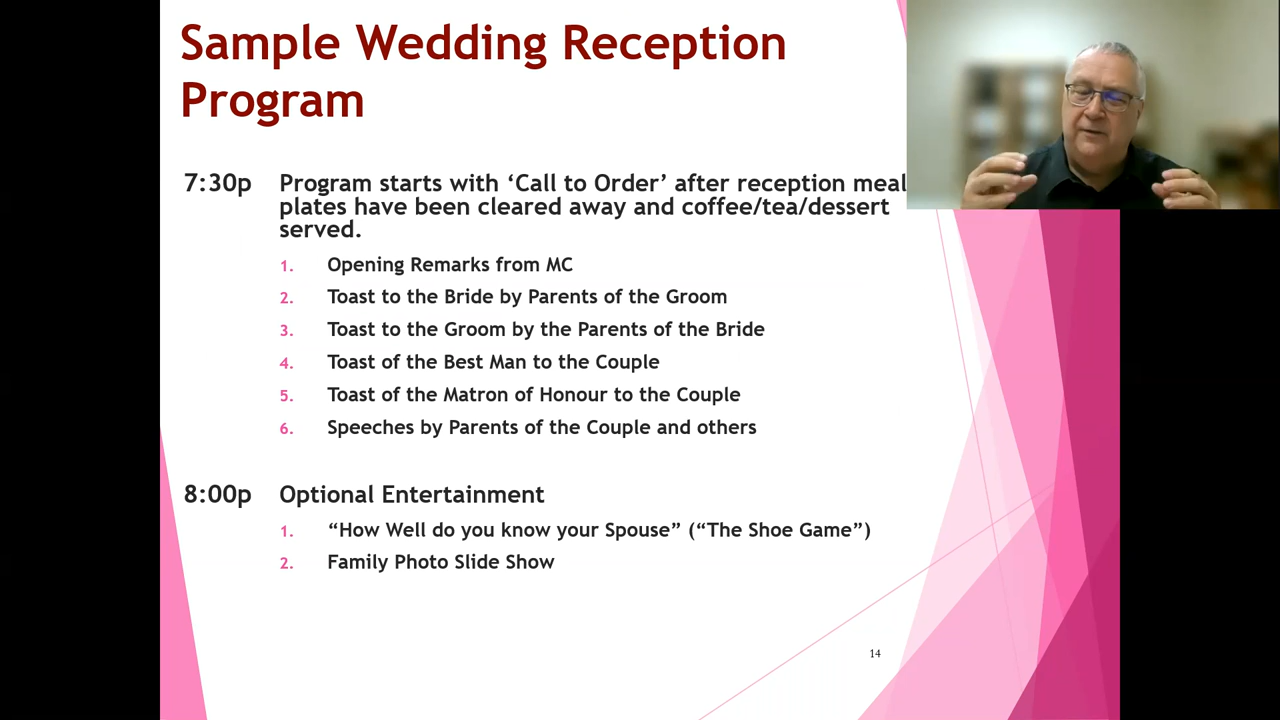 Sample Wedding Reception
Program
7:30p Program starts with ‘Call to Order’ after reception meal
plates have been cleared away and coffee/tea/dessert
served.
1. Opening Remarks from MC
2. Toast to the Bride by Parents of the Groom
3. Toast to the Groom by the Parents of the Bride
4. Toast of the Best Man to the Couple
5. Toast of the Matron of Honour to the Couple
6. Speeches by Parents of the Couple and others
8:00p Optional Entertainment
1. “How Well do you know your Spouse” (“The Shoe Game”)
2. Family Photo Slide Show
14